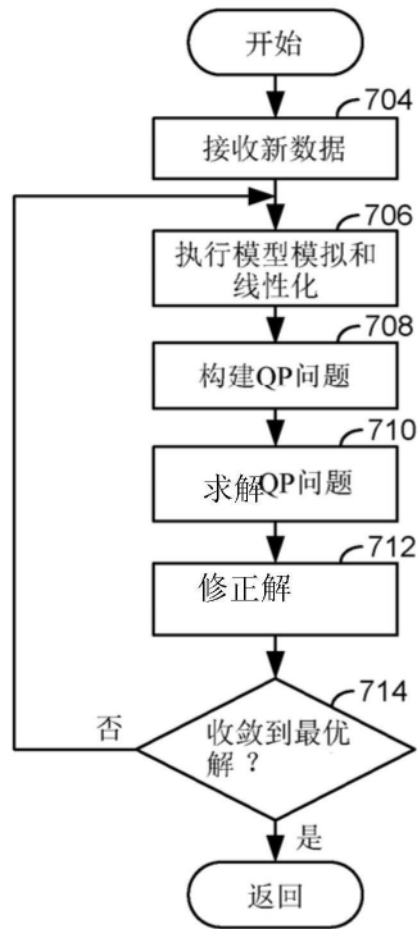 开始
704
接收新数据
706
执行模型模拟和
线性化
708
构建QP问题
710
求解QP问题
712
修正解
714
收敛到最优
解？
否
是
返回